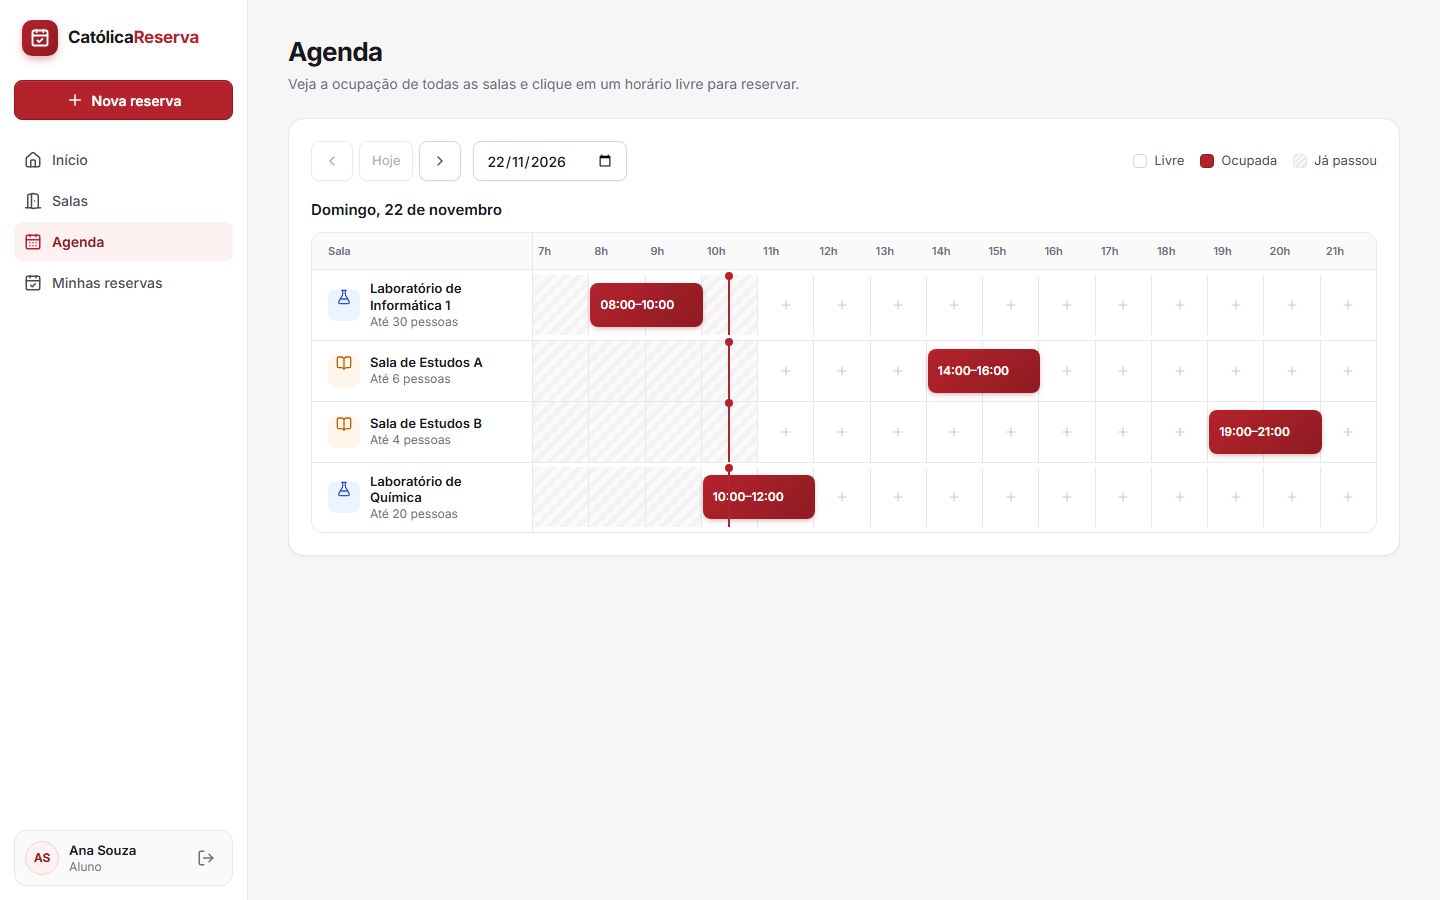 CatólicaReserva
Nova reserva
Início
Salas
Agenda
Minhas reservas
AS
Ana Souza
Aluno
Agenda
Veja a ocupação de todas as salas e clique em um horário livre para reservar.
Hoje
22/11/2026
Livre
Ocupada
Já passou
Domingo, 22 de novembro
Sala 7h 8h 9h 10h 11h 12h 13h 14h 15h 16h 17h 18h 19h 20h 21h
Laboratório de
Informática 1
Até 30 pessoas
08:00–10:00
Sala de Estudos A
Até 6 pessoas
14:00–16:00
Sala de Estudos B
Até 4 pessoas
19:00–21:00
Laboratório de
Química
Até 20 pessoas
10:00–12:00